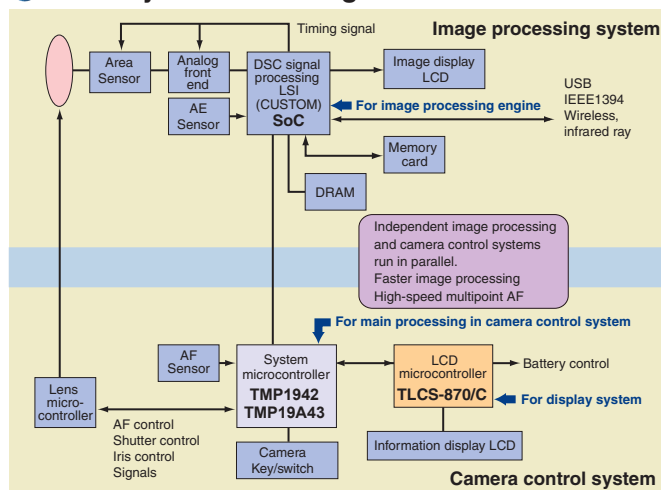 Timing signal
Image processing system
Area
Sensor
Analog
front
end
DSC signal
processing
LSI
(CUSTOM)
SoC
Image display
LCD
AE
Sensor
For image processing engine
USB
IEEE1394
Wireless,
infrared ray
Memory
card
DRAM
Independent image processing
and camera control systems
run in parallel.
Faster image processing
High-speed multipoint AF
For main processing in camera control system
AF
Sensor
System
microcontroller
TMP1942
TMP19A43
LCD
microcontroller
TLCS-870/C
Battery control
For display system
Lens
micro-
controller
AF control
Shutter control
Iris control
Signals
Camera
Key/switch
Information display LCD
Camera control system